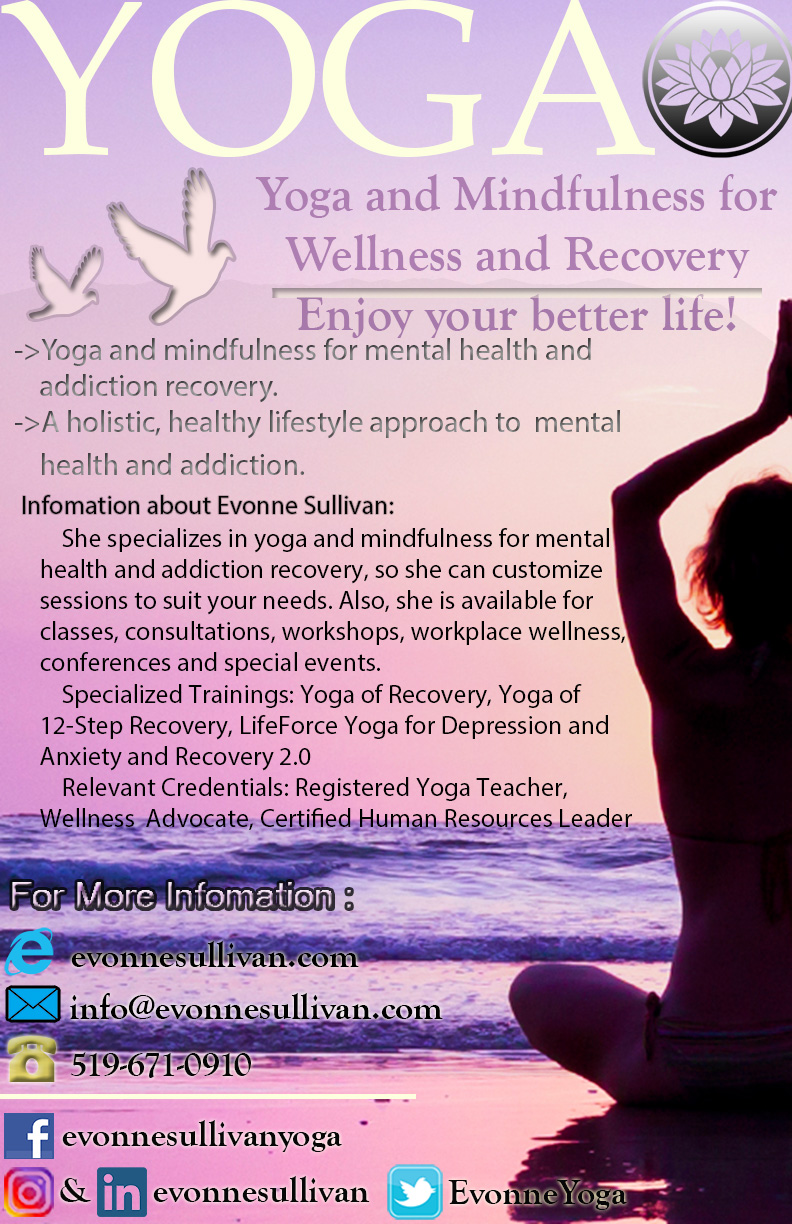 YOGA
Yoga and Mindfulness for
Wellness and Recovery
Enjoy your better life!
->Yoga and mindfulness for mental health and
addiction recovery.
->A holistic, healthy lifestyle approach to mental
health and addiction.
Infomation about Evonne Sullivan:
She specializes in yoga and mindfulness for mental
health and addiction recovery, so she can customize
sessions to suit your needs. Also, she is available for
classes, consultations, workshops, workplace wellness,
conferences and special events.
Specialized Trainings: Yoga of Recovery, Yoga of
12-Step Recovery, LifeForce Yoga for Depression and
Anxiety and Recovery 2.0
Relevant Credentials: Registered Yoga Teacher,
Wellness Advocate, Certified Human Resources Leader
For More Infomation :
evonnesullivan.com
info@evonnesullivan.com
519-671-0910
evonnesullivanyoga
& in evonnesullivan EvonneYoga